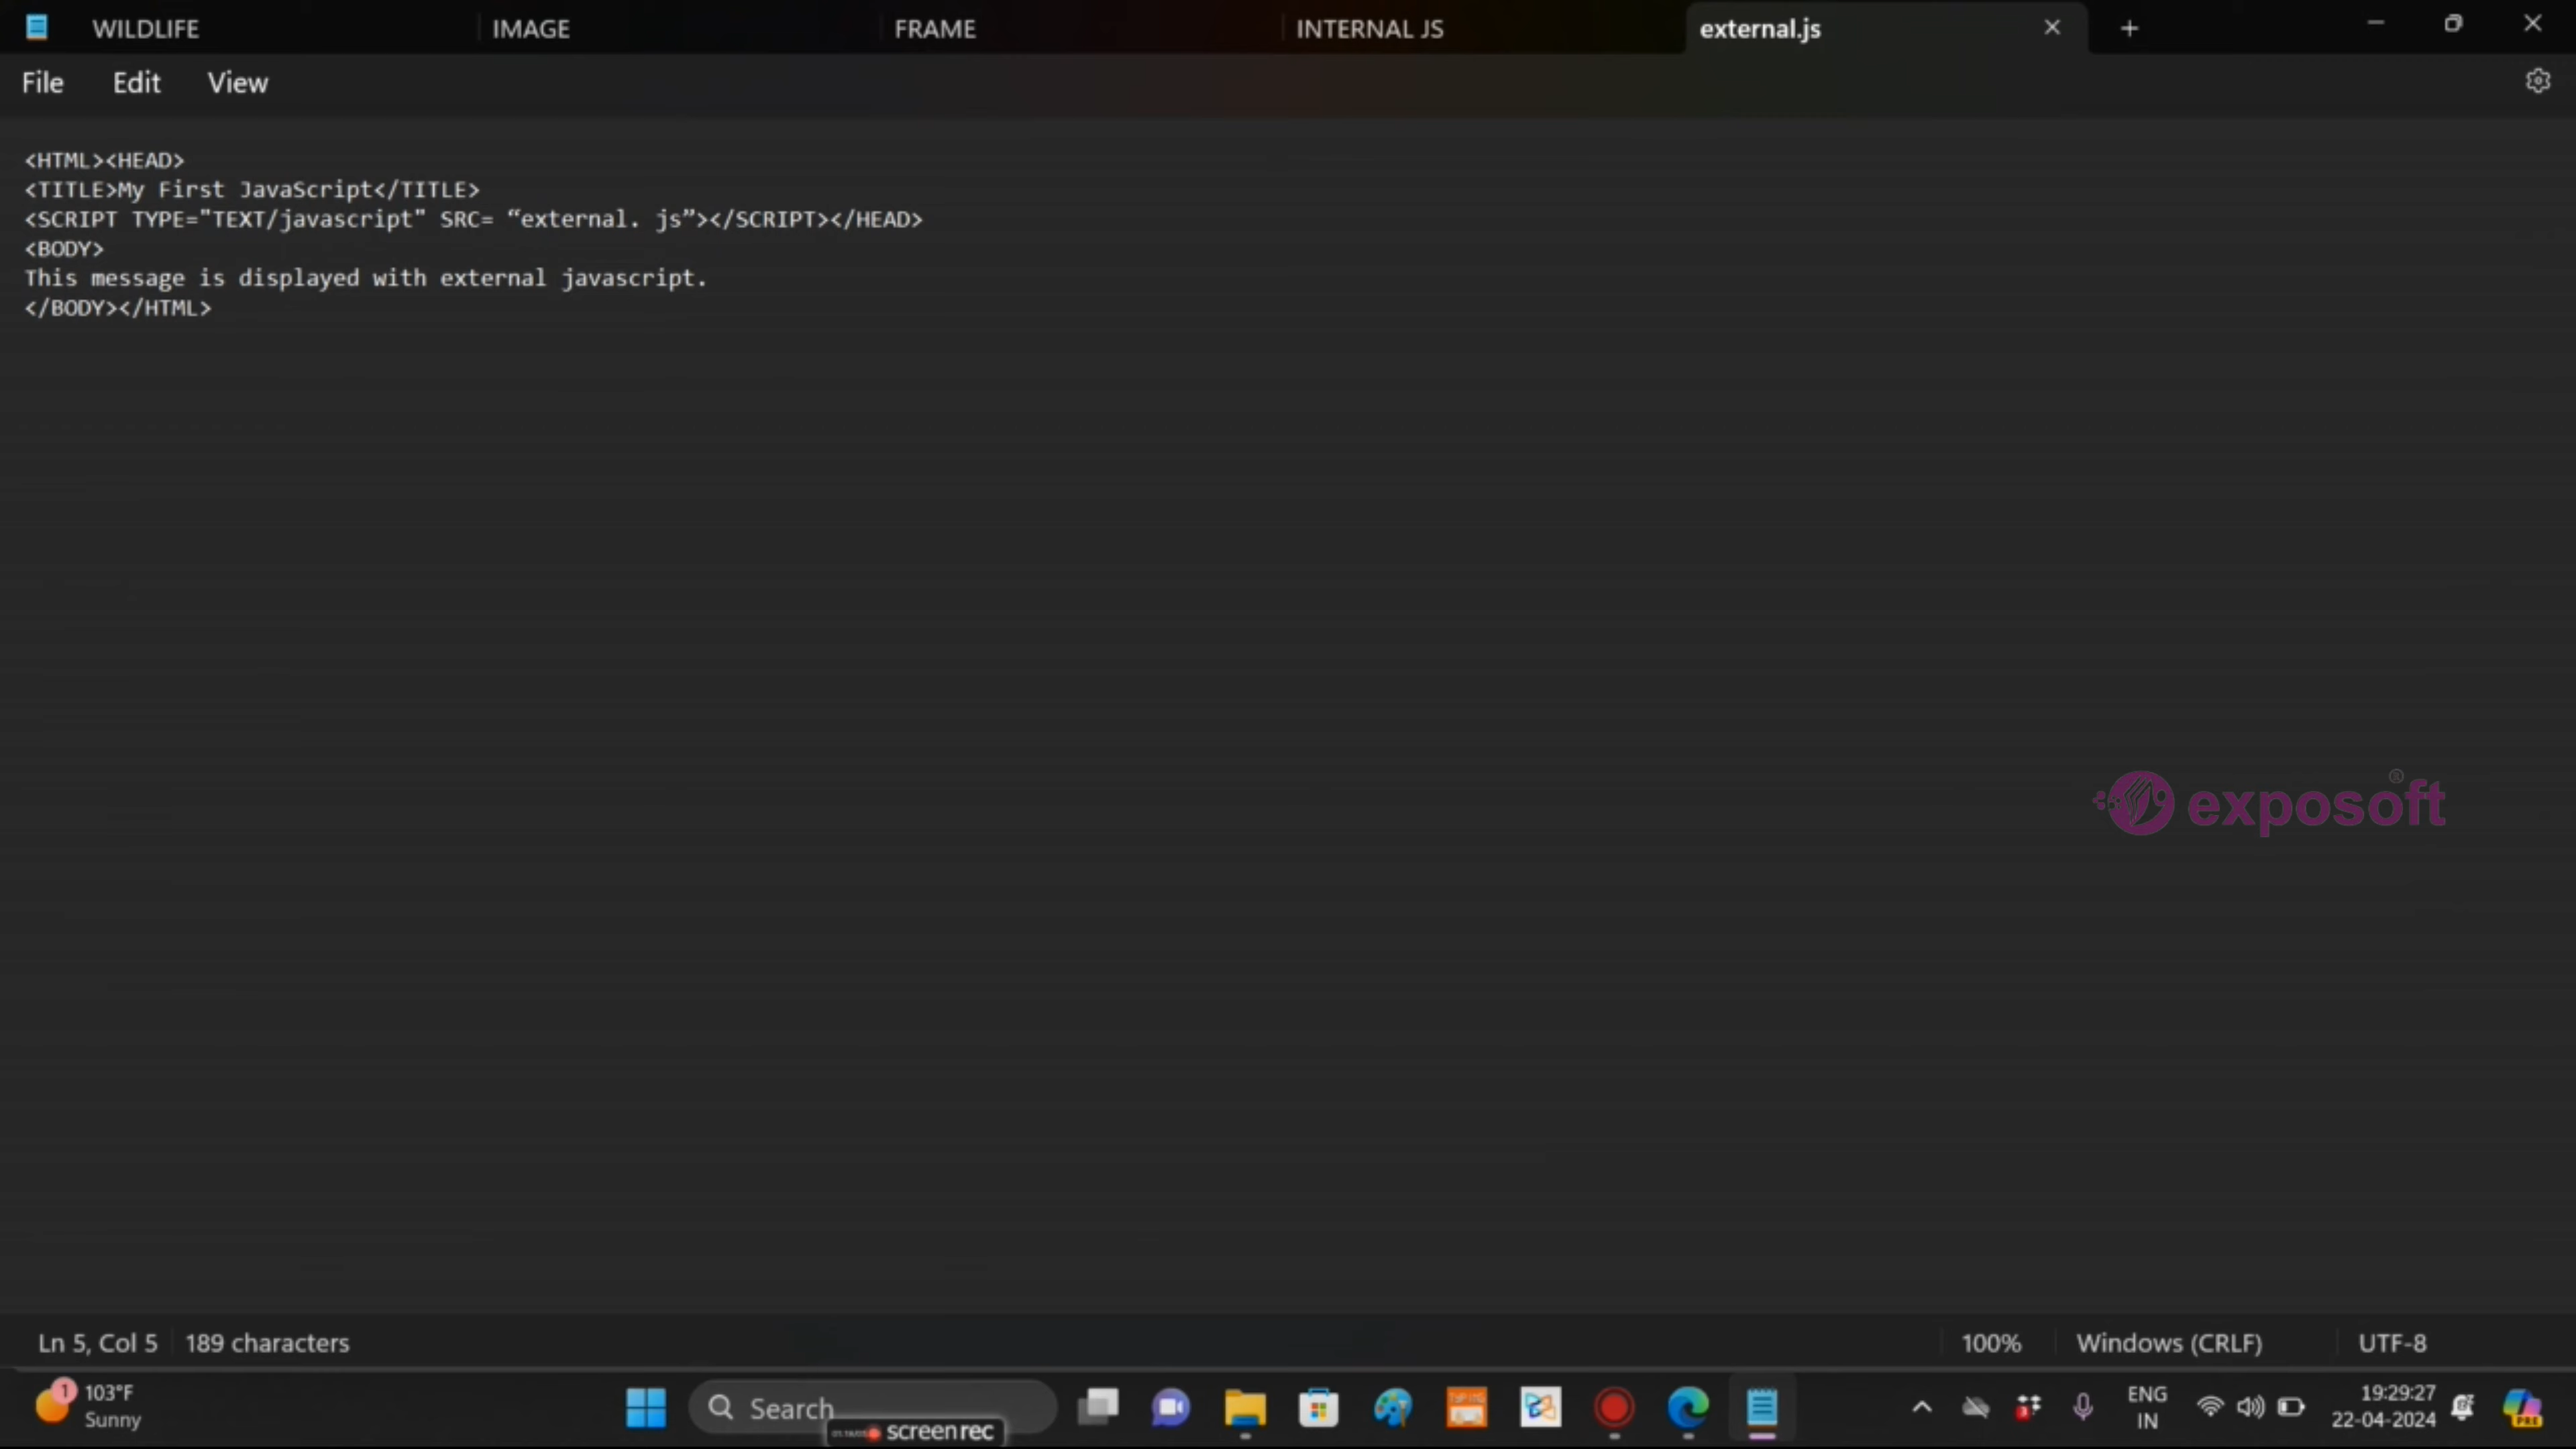 WILDLIFE IMAGE FRAME INTERNAL JS external.js
File Edit View
<HTML><HEAD>
<TITLE>My First JavaScript</TITLE>
<SCRIPT TYPE="TEXT/javascript" SRC= “external. js”></SCRIPT></HEAD>
<BODY>
This message is displayed with external javascript.
</BODY></HTML>
exposoft®
Ln 5, Col 5 189 characters 100% Windows (CRLF) UTF-8
1 103°F
Sunny
Search
screenrec
ENG
IN
19:29:27
22-04-2024
PRE